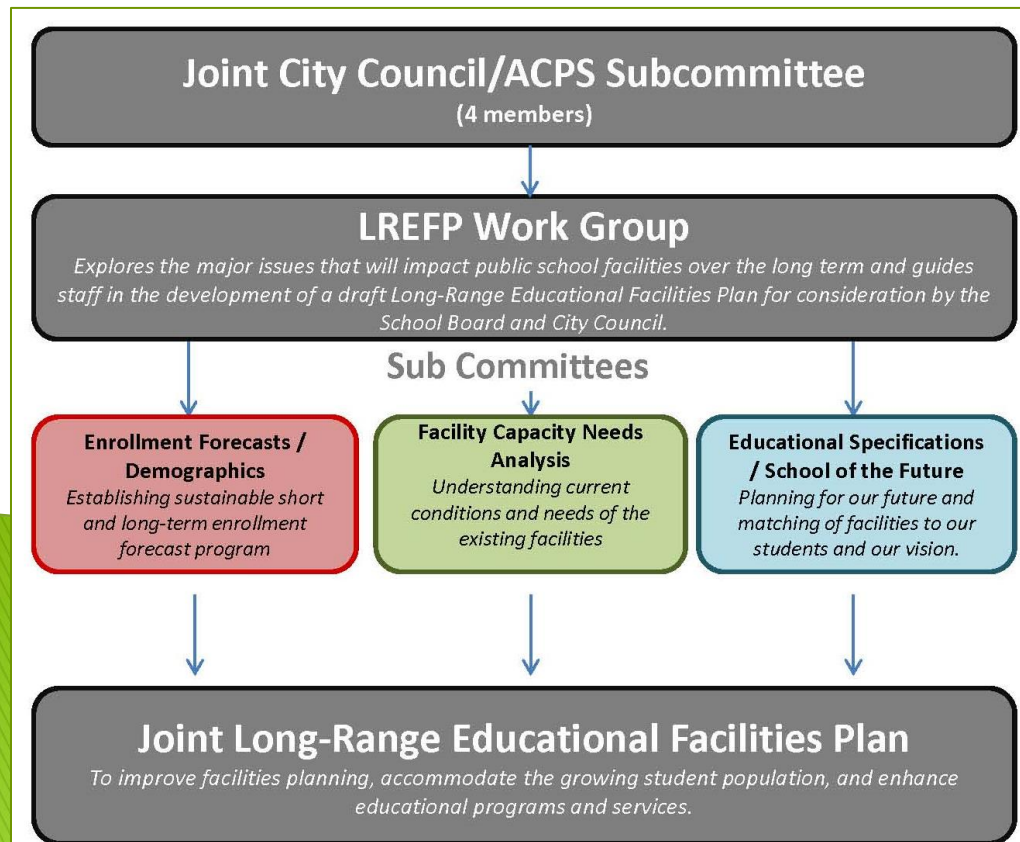 Joint City Council/ACPS Subcommittee
(4 members)
LREFP Work Group
Explores the major issues that will impact public school facilities over the long term and guides
staff in the development of a draft Long-Range Educational Facilities Plan for consideration by the
School Board and City Council.
Sub Committees
Enrollment Forecasts /
Demographics
Establishing sustainable short
and long-term enrollment
forecast program
Facility Capacity Needs
Analysis
Understanding current
conditions and needs of the
existing facilities
Educational Specifications
/ School of the Future
Planning for our future and
matching of facilities to our
students and our vision.
Joint Long-Range Educational Facilities Plan
To improve facilities planning, accommodate the growing student population, and enhance
educational programs and services.